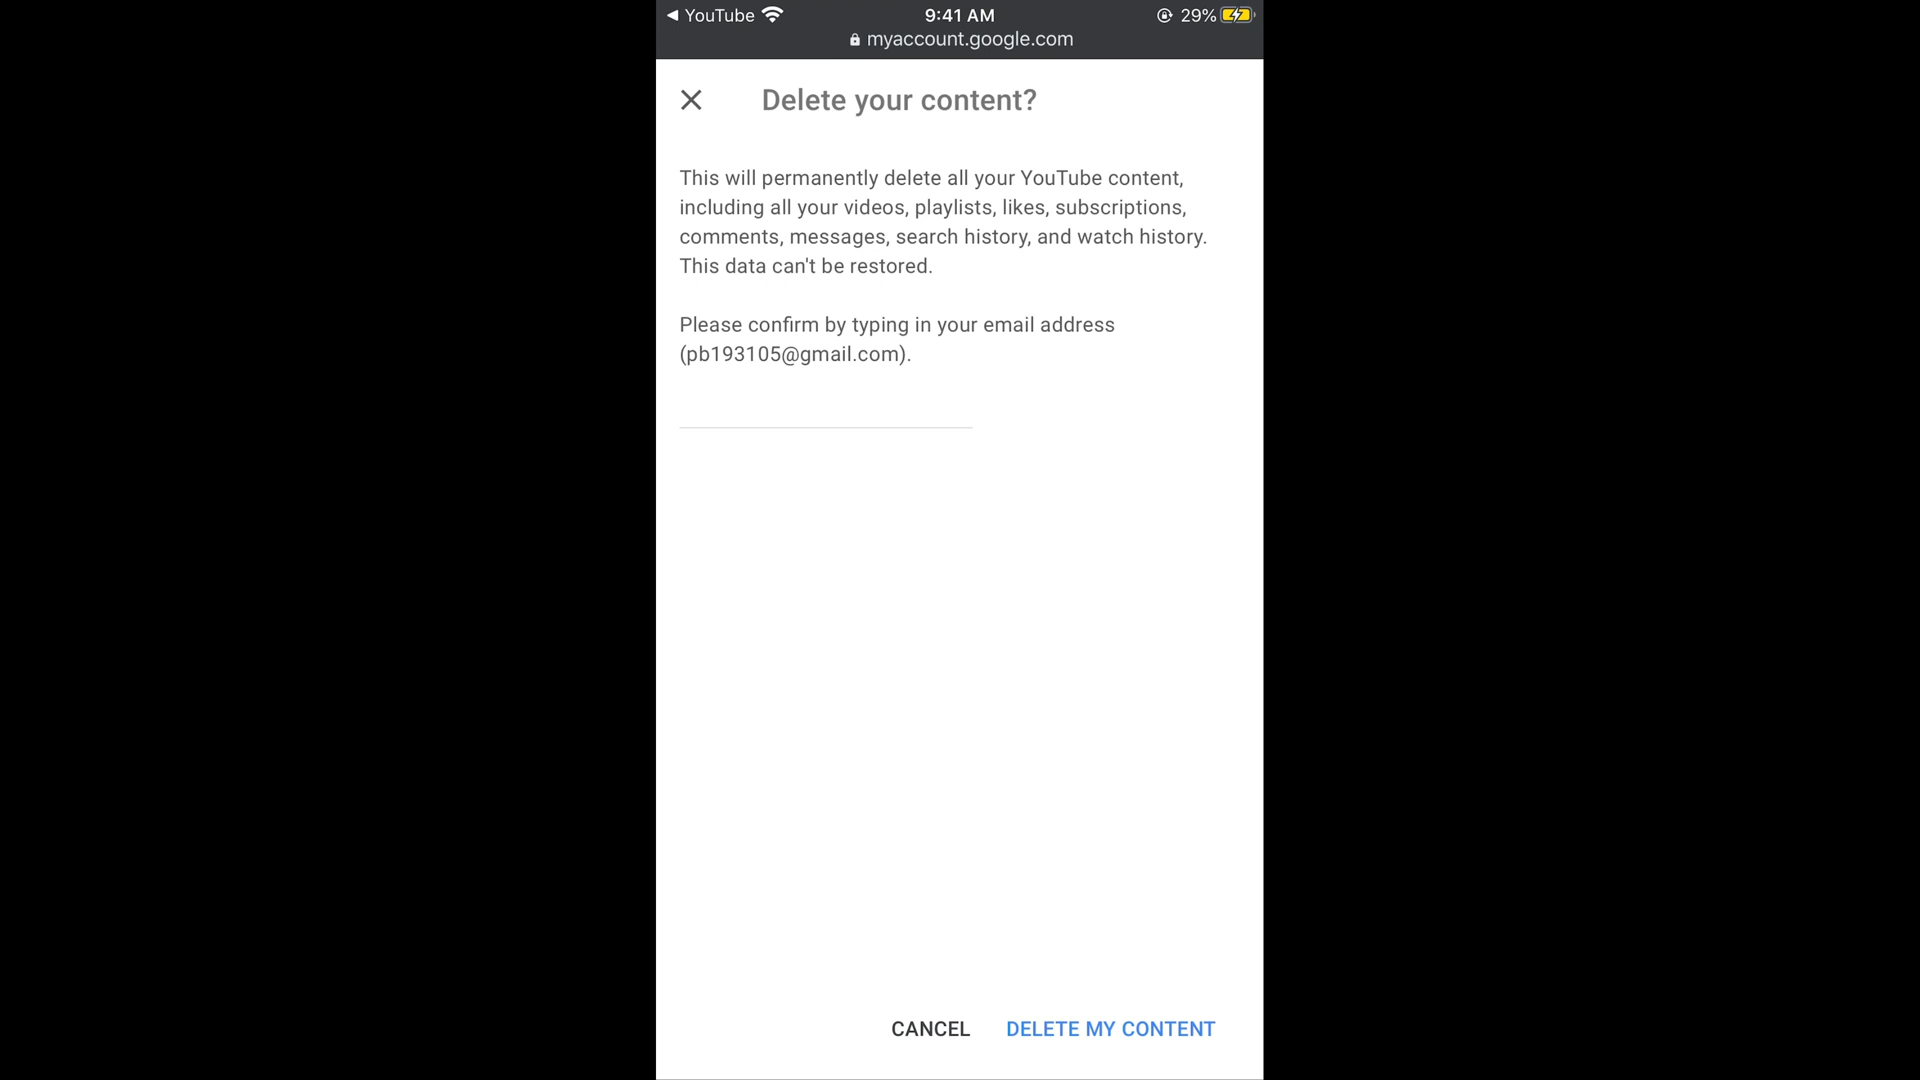 YouTube 9:41 AM 29%
myaccount.google.com
Delete your content?
This will permanently delete all your YouTube content,
including all your videos, playlists, likes, subscriptions,
comments, messages, search history, and watch history.
This data can't be restored.
Please confirm by typing in your email address
(pb193105@gmail.com).
CANCEL DELETE MY CONTENT